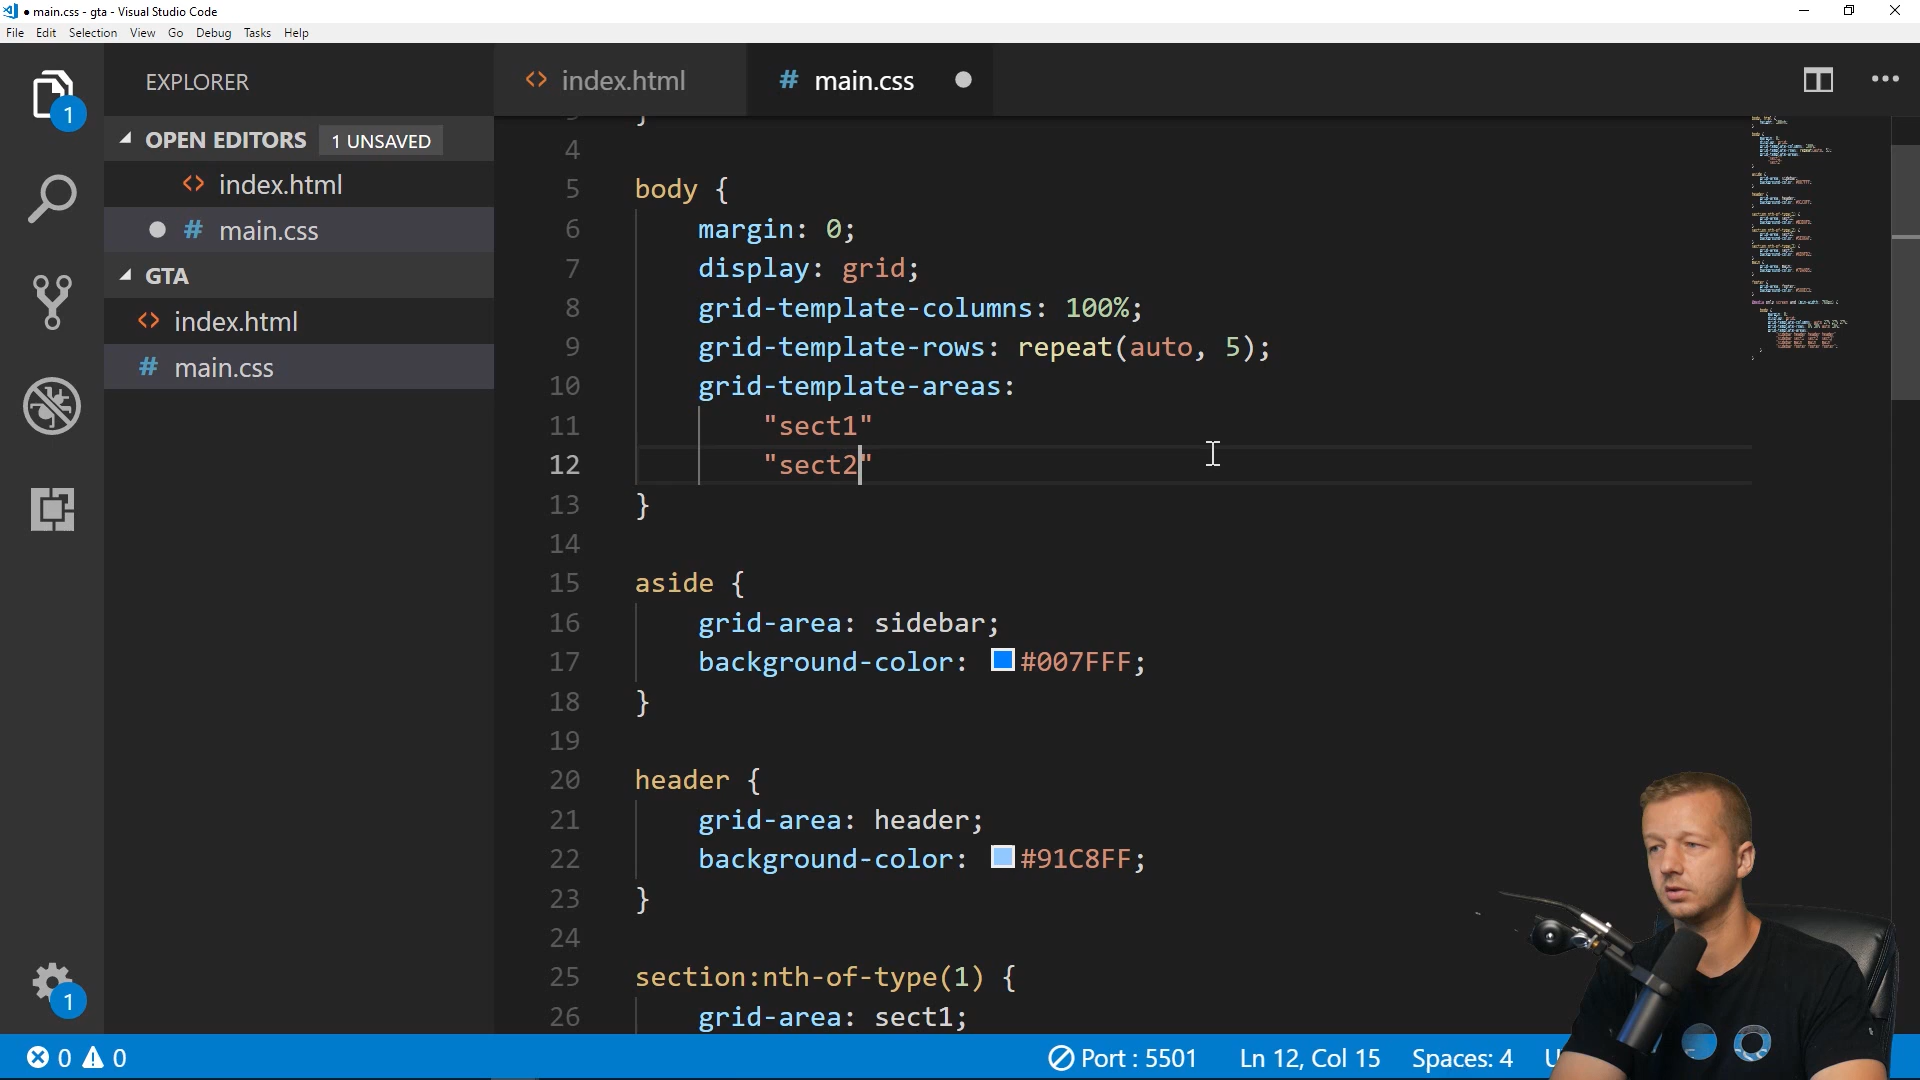 ● main.css - gta - Visual Studio Code
File Edit Selection View Go Debug Tasks Help
EXPLORER
OPEN EDITORS 1 UNSAVED
index.html
main.css
GTA
index.html
main.css
1
1
index.html
# main.css
4
5 body {
6 margin: 0;
7 display: grid;
8 grid-template-columns: 100%;
9 grid-template-rows: repeat(auto, 5);
10 grid-template-areas:
11 "sect1"
12 "sect2"
13 }
14
15 aside {
16 grid-area: sidebar;
17 background-color: #007FFF;
18 }
19
20 header {
21 grid-area: header;
22 background-color: #91C8FF;
23 }
24
25 section:nth-of-type(1) {
26 grid-area: sect1;
0 0 Port : 5501 Ln 12, Col 15 Spaces: 4